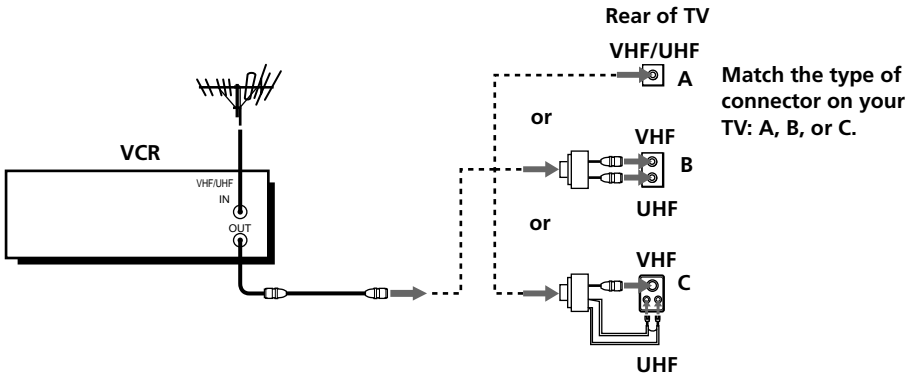 Rear of TV
VHF/UHF
A
Match the type of
connector on your
TV: A, B, or C.
or
VHF
B
UHF
VCR
VHF/UHF
IN
OUT
or
VHF
C
UHF